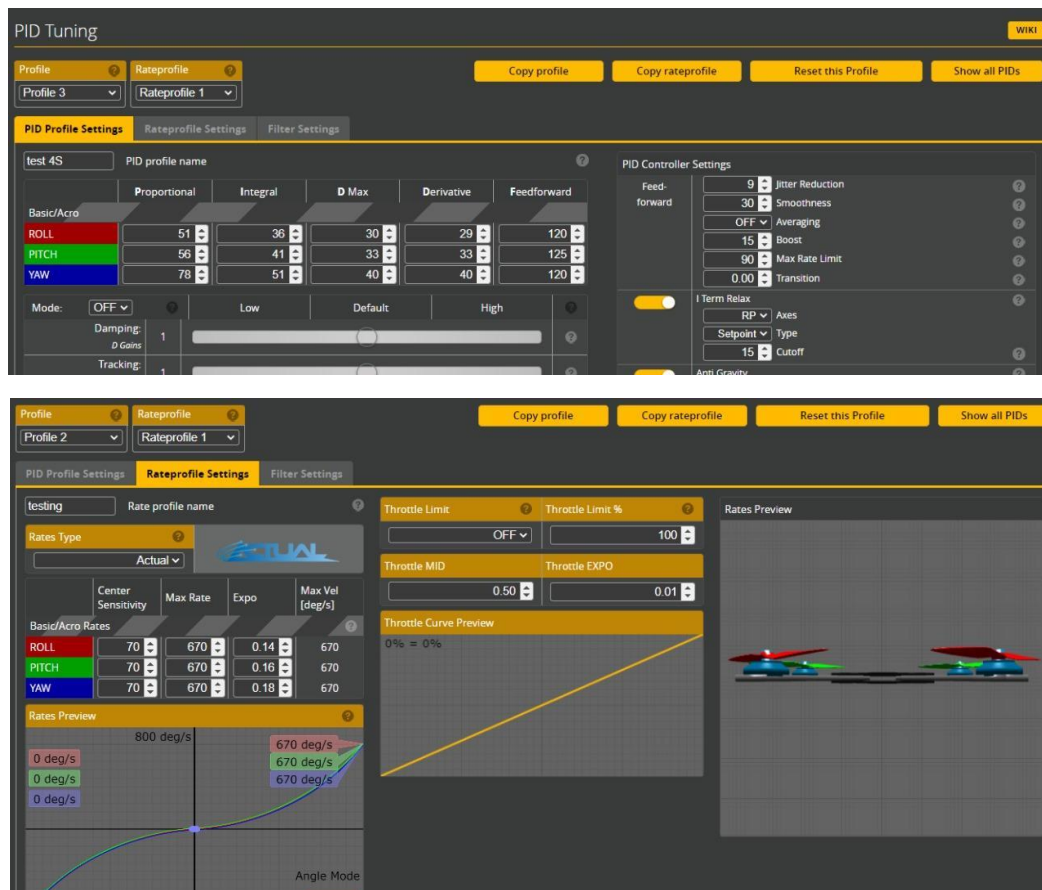 PID Tuning
WIKI
Profile
Rateprofile
Profile 3
Rateprofile 1
Copy profile
Copy rateprofile
Reset this Profile
Show all PIDs
PID Profile Settings
Rateprofile Settings
Filter Settings
test 4S
PID profile name
Proportional
Integral
D Max
Derivative
Feedforward
Basic/Acro
ROLL 51 36 30 29 120
PITCH 56 41 33 33 125
YAW 78 51 40 40 120
Mode: OFF
Low
Default
High
Damping:
D Gains
1
Tracking:
1
PID Controller Settings
Feed-
forward
9 Jitter Reduction
30 Smoothness
OFF Averaging
15 Boost
90 Max Rate Limit
0.00 Transition
I Term Relax
RP Axes
Setpoint Type
15 Cutoff
Anti Gravity
Profile
Rateprofile
Profile 2
Rateprofile 1
Copy profile
Copy rateprofile
Reset this Profile
Show all PIDs
PID Profile Settings
Rateprofile Settings
Filter Settings
testing
Rate profile name
Rates Type
Actual
ACTUAL
Center
Sensitivity
Max Rate
Expo
Max Vel
[deg/s]
Basic/Acro Rates
ROLL 70 670 0.14 670
PITCH 70 670 0.16 670
YAW 70 670 0.18 670
Rates Preview
800 deg/s
0 deg/s
0 deg/s
0 deg/s
670 deg/s
670 deg/s
670 deg/s
Angle Mode
Throttle Limit
Throttle Limit %
OFF
100
Throttle MID
Throttle EXPO
0.50
0.01
Throttle Curve Preview
0% = 0%
Rates Preview